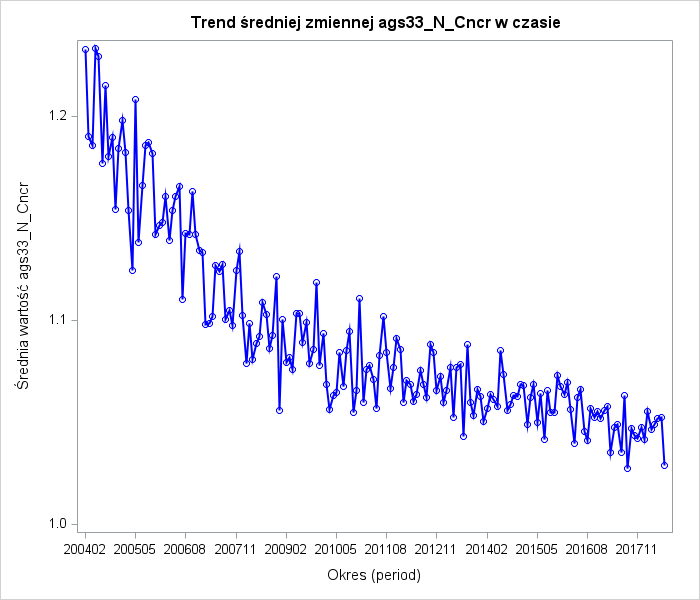 Trend średniej zmiennej ags33_N_Cncr w czasie
Średnia wartość ags33_N_Cncr
1.2
1.1
1.0
200402 200505 200608 200711 200902 201005 201108 201211 201402 201505 201608 201711
Okres (period)